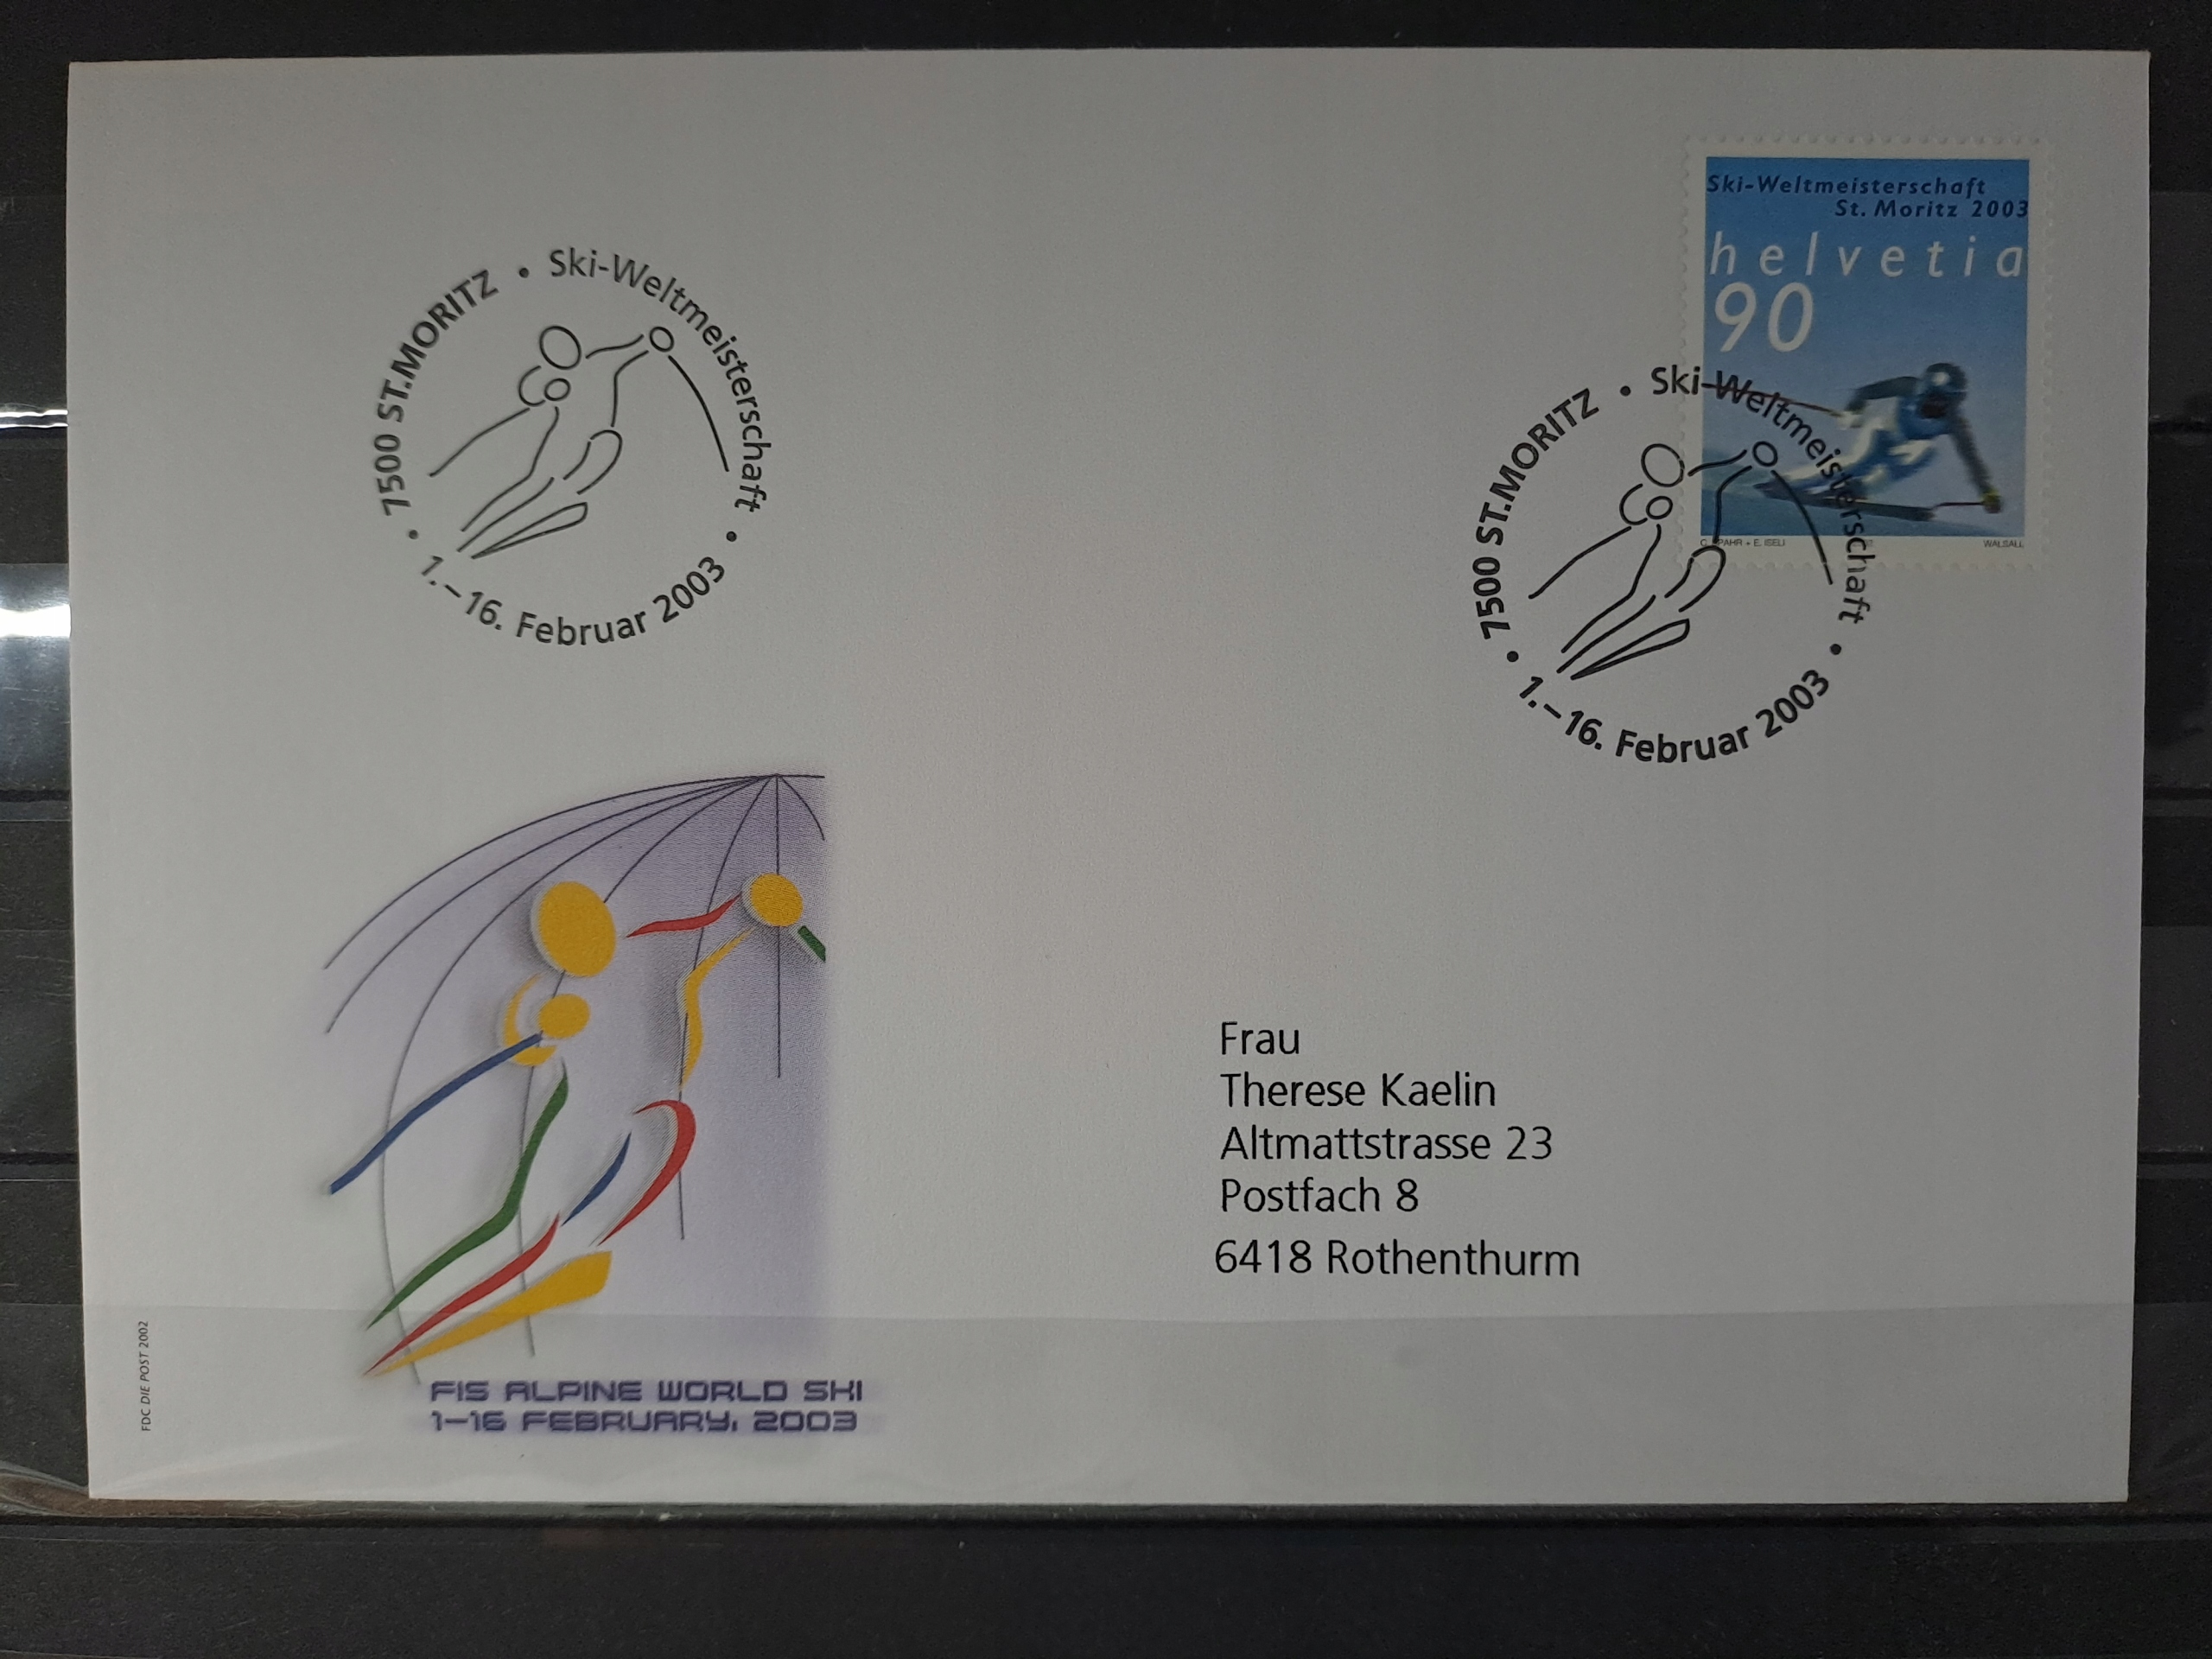 Ski-Weltmeisterschaft
St. Moritz 2003
helvetia
90
WALSALL
7500 ST.MORITZ • Ski-Weltmeisterschaft •
1.–16. Februar 2003 •
7500 ST.MORITZ • Ski-Weltmeisterschaft •
1.–16. Februar 2003 •
Frau
Therese Kaelin
Altmattstrasse 23
Postfach 8
6418 Rothenthurm
FDC DIE POST 2002
FIS ALPINE WORLD SKI
1–16 FEBRUARY, 2003